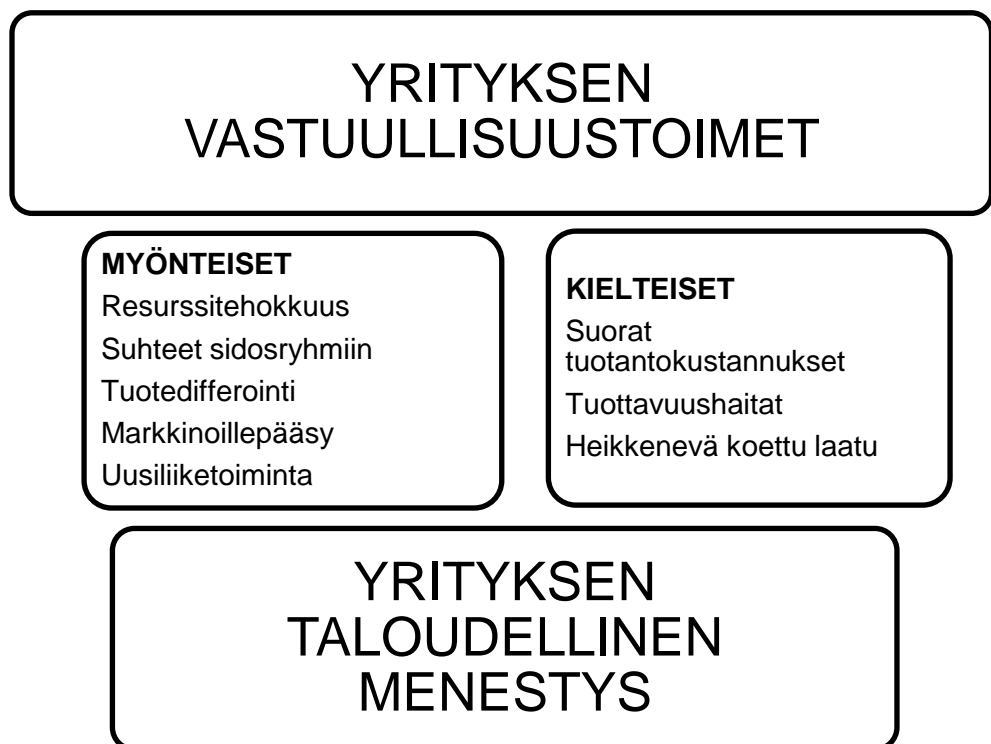 YRITYKSEN
VASTUULLISUUSTOIMET
MYÖNTEISET
Resurssitehokkuus
Suhteet sidosryhmiin
Tuotedifferointi
Markkinoillepääsy
Uusiliiketoiminta
KIELTEISET
Suorat
tuotantokustannukset
Tuottavuushaitat
Heikkenevä koettu laatu
YRITYKSEN
TALOUDELLINEN
MENESTYS